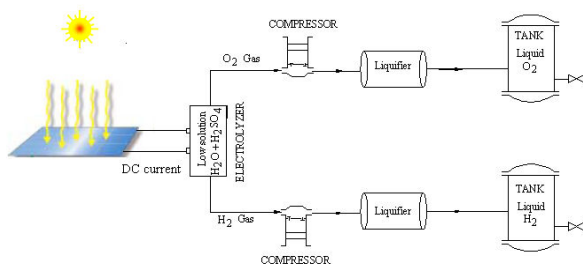 COMPRESSOR
O2 Gas
Liquifier
TANK
Liquid
O2
Low solution
H2O+H2SO4
ELECTROLYZER
DC current
H2 Gas
COMPRESSOR
Liquifier
TANK
Liquid
H2